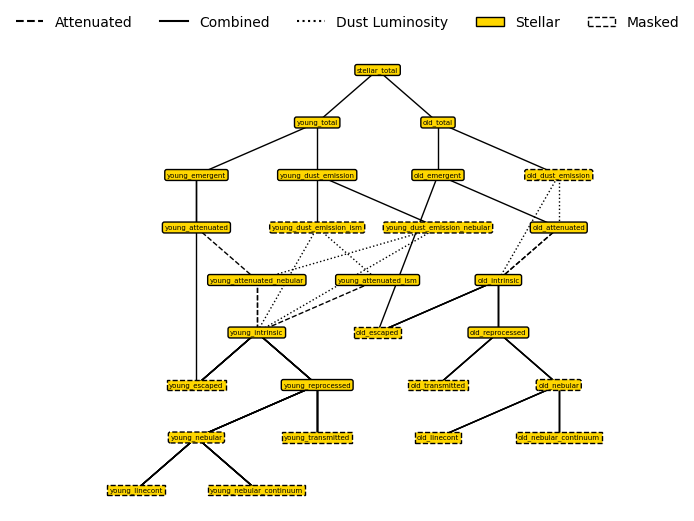 Attenuated Combined Dust Luminosity Stellar Masked
stellar_total
young_total old_total
young_emergent young_dust_emission old_emergent old_dust_emission
young_attenuated young_dust_emission_ism young_dust_emission_nebular old_attenuated
young_attenuated_nebular young_attenuated_ism old_intrinsic
young_intrinsic old_escaped old_reprocessed
young_escaped young_reprocessed old_transmitted old_nebular
young_nebular young_transmitted old_linecont old_nebular_continuum
young_linecont young_nebular_continuum